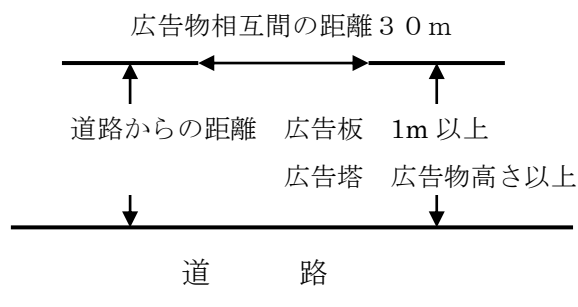 広告物相互間の距離３０ｍ
道路からの距離　広告板　1m 以上
広告塔　広告物高さ以上
道　　　路